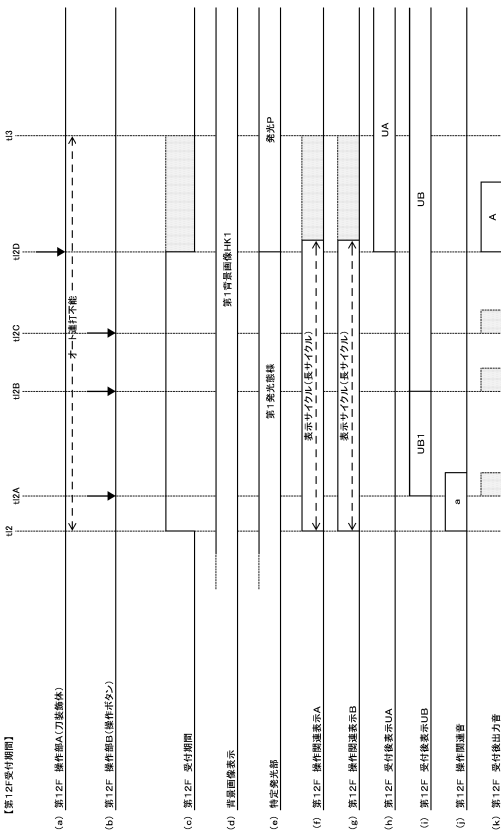 【第12F受付期間】
tl2
tl2A
tl2B
tl2C
tl2D
tl3
(a) 第12F 操作部A(刀装飾体)
オート連打不能
(b) 第12F 操作部B(操作ボタン)
(c) 第12F 受付期間
(d) 背景画像表示
第1背景画像HK1
(e) 特定発光部
第1発光態様
発光P
(f) 第12F 操作関連表示A
表示サイクル(長サイクル)
(g) 第12F 操作関連表示B
表示サイクル(長サイクル)
(h) 第12F 受付後表示UA
UA
(i) 第12F 受付後表示UB
UB1
UB
(j) 第12F 操作関連音
a
(k) 第12F 受付後出力音
A